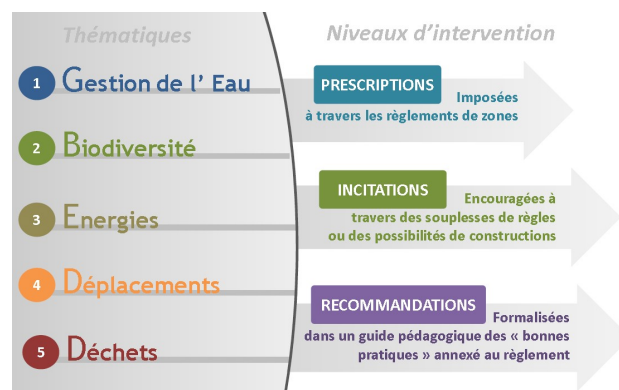 Thématiques
1 Gestion de l' Eau
2 Biodiversité
3 Energies
4 Déplacements
5 Déchets
Niveaux d'intervention
PRESCRIPTIONS
Imposées
à travers les règlements de zones
INCITATIONS
Encouragées à
travers des souplesses de règles
ou des possibilités de constructions
RECOMMANDATIONS
Formalisées
dans un guide pédagogique des « bonnes
pratiques » annexé au règlement